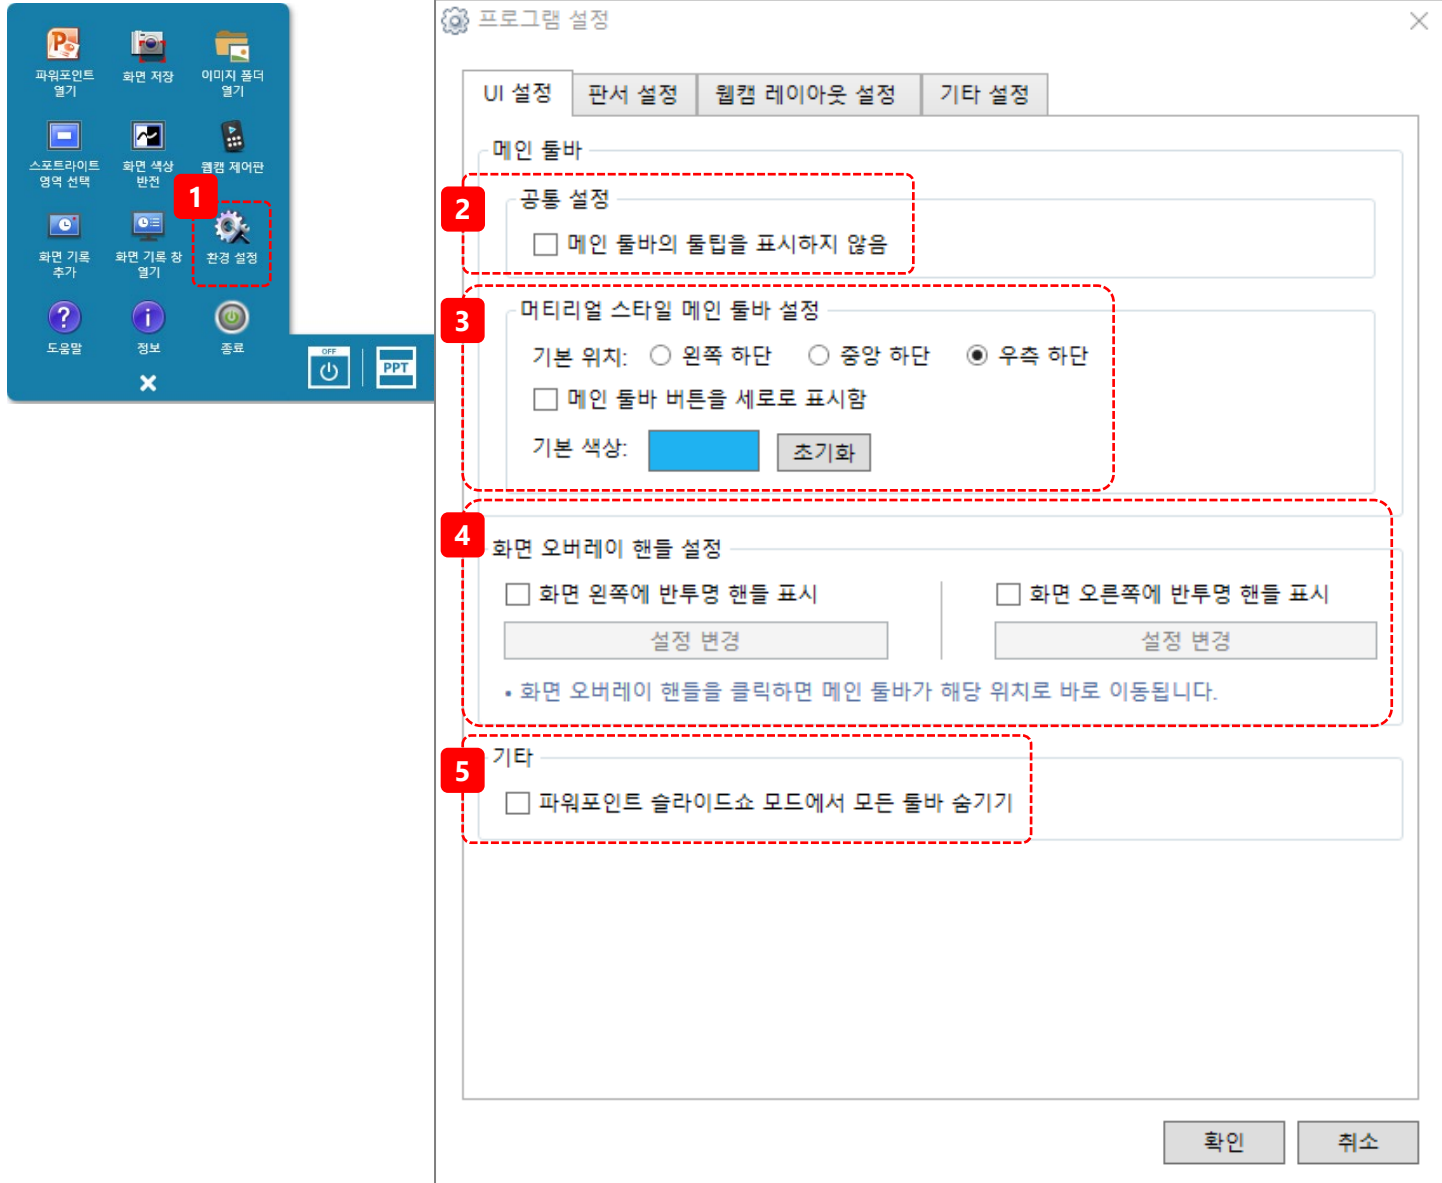 파워포인트
열기
화면 저장
이미지 폴더
열기
스포트라이트
영역 선택
화면 색상
반전
웹캠 제어판
1
화면 기록
추가
화면 기록 창
열기
환경 설정
도움말
정보
종료
OFF
PPT
프로그램 설정
UI 설정
판서 설정
웹캠 레이아웃 설정
기타 설정
메인 툴바
2
공통 설정
메인 툴바의 툴팁을 표시하지 않음
3
머티리얼 스타일 메인 툴바 설정
기본 위치: 왼쪽 하단 중앙 하단 우측 하단
메인 툴바 버튼을 세로로 표시함
기본 색상: 초기화
4
화면 오버레이 핸들 설정
화면 왼쪽에 반투명 핸들 표시
화면 오른쪽에 반투명 핸들 표시
설정 변경
설정 변경
• 화면 오버레이 핸들을 클릭하면 메인 툴바가 해당 위치로 바로 이동됩니다.
5
기타
파워포인트 슬라이드쇼 모드에서 모든 툴바 숨기기
확인
취소